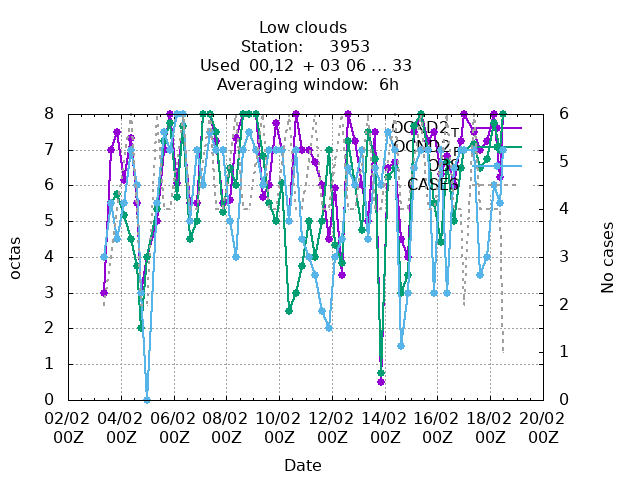 Low clouds
Station: 3953
Used 00,12 + 03 06 ... 33
Averaging window: 6h
8 7 6 5 4 3 2 1 0
octas
6 5 4 3 2 1 0
No cases
OBS
CASES
02/02 04/02 06/02 08/02 10/02 12/02 14/02 16/02 18/02 20/02
00Z 00Z 00Z 00Z 00Z 00Z 00Z 00Z 00Z 00Z
Date